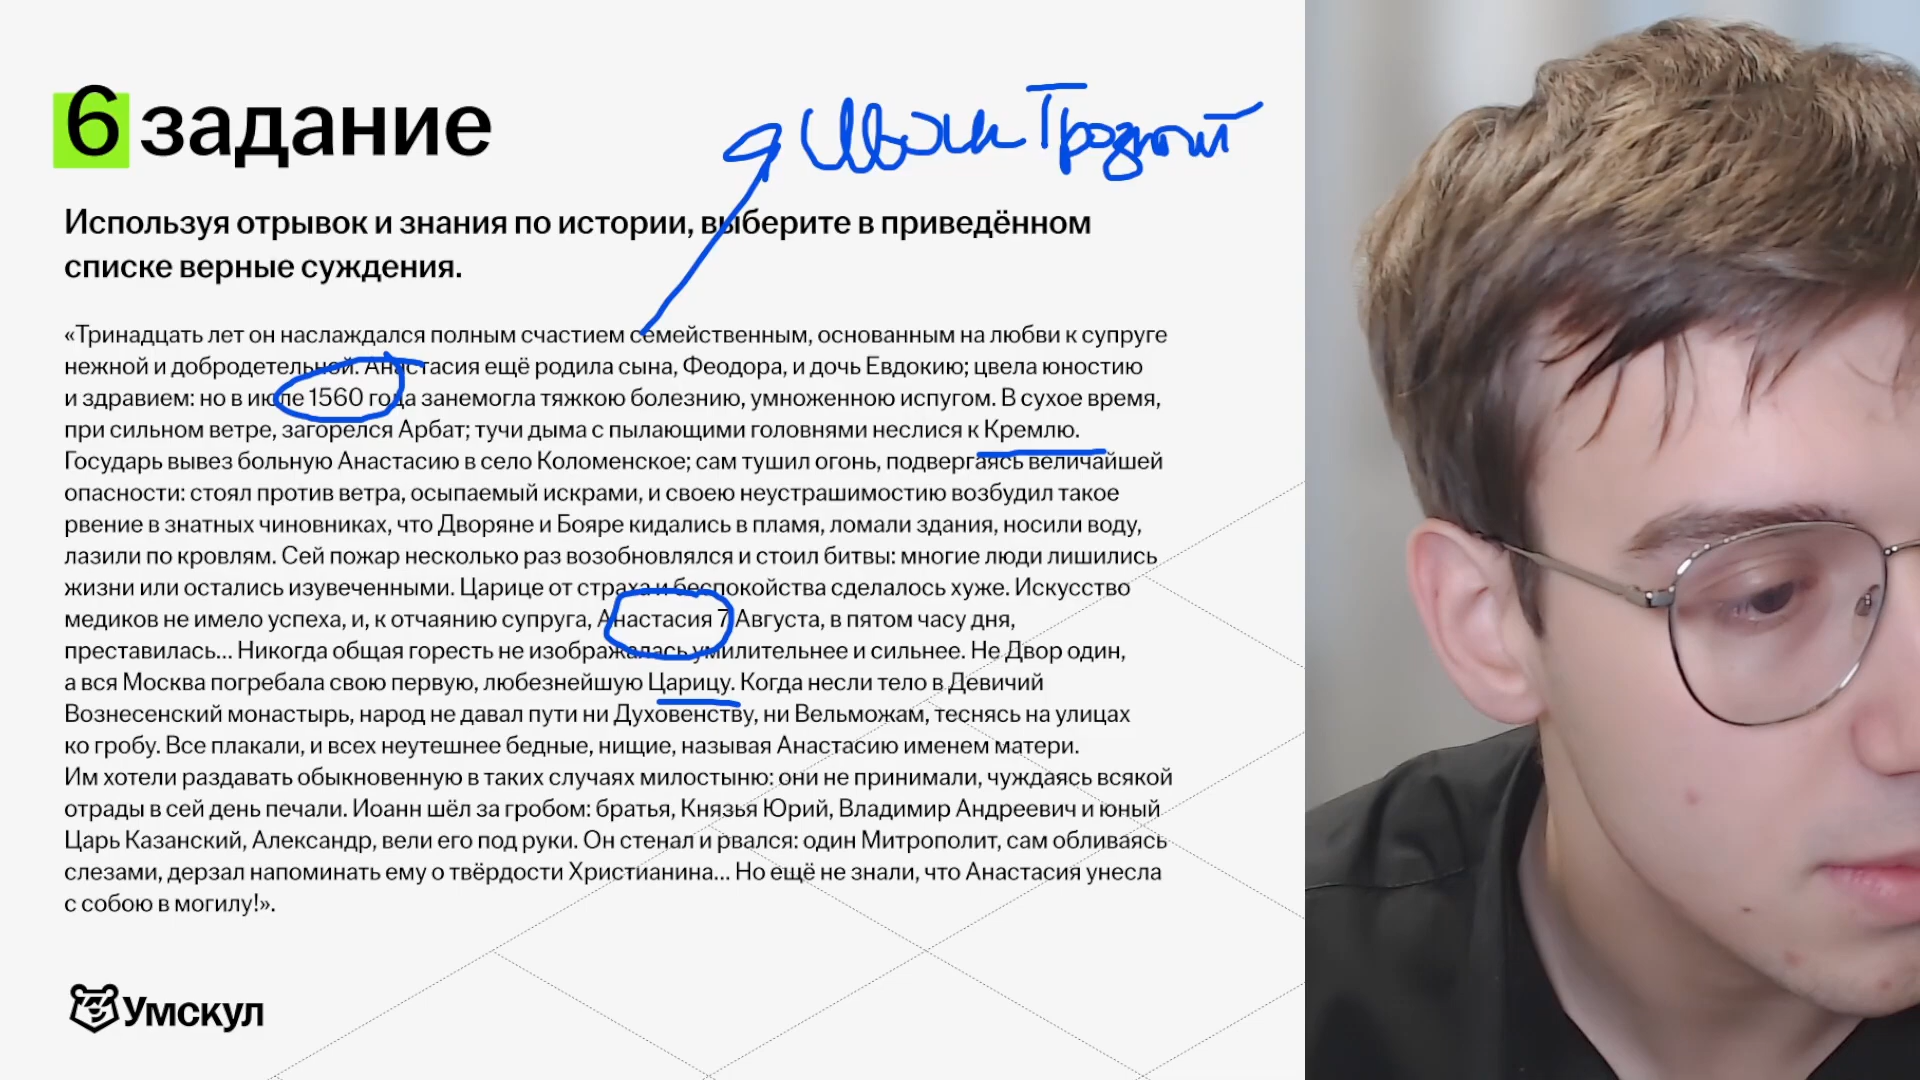 6 задание
Иван Грозный
Используя отрывок и знания по истории, выберите в приведённом
списке верные суждения.
«Тринадцать лет он наслаждался полным счастием семейственным, основанным на любви к супруге
нежной и добродетельной. Анастасия ещё родила сына, Феодора, и дочь Евдокию; цвела юностию
и здравием: но в июле 1560 года занемогла тяжкою болезнию, умноженною испугом. В сухое время,
при сильном ветре, загорелся Арбат; тучи дыма с пылающими головнями неслися к Кремлю.
Государь вывез больную Анастасию в село Коломенское; сам тушил огонь, подвергаясь величайшей
опасности: стоял против ветра, осыпаемый искрами, и своею неустрашимостию возбудил такое
рвение в знатных чиновниках, что Дворяне и Бояре кидались в пламя, ломали здания, носили воду,
лазили по кровлям. Сей пожар несколько раз возобновлялся и стоил битвы: многие люди лишились
жизни или остались изувеченными. Царице от страха и беспокойства сделалось хуже. Искусство
медиков не имело успеха, и, к отчаянию супруга, Анастасия 7 Августа, в пятом часу дня,
преставилась... Никогда общая горесть не изображалась умилительнее и сильнее. Не Двор один,
а вся Москва погребала свою первую, любезнейшую Царицу. Когда несли тело в Девичий
Вознесенский монастырь, народ не давал пути ни Духовенству, ни Вельможам, теснясь на улицах
ко гробу. Все плакали, и всех неутешнее бедные, нищие, называя Анастасию именем матери.
Им хотели раздавать обыкновенную в таких случаях милостыню: они не принимали, чуждаясь всякой
отрады в сей день печали. Иоанн шёл за гробом: братья, Князья Юрий, Владимир Андреевич и юный
Царь Казанский, Александр, вели его под руки. Он стенал и рвался: один Митрополит, сам обливаясь
слезами, дерзал напоминать ему о твёрдости Христианина... Но ещё не знали, что Анастасия унесла
с собою в могилу!».
Умскул